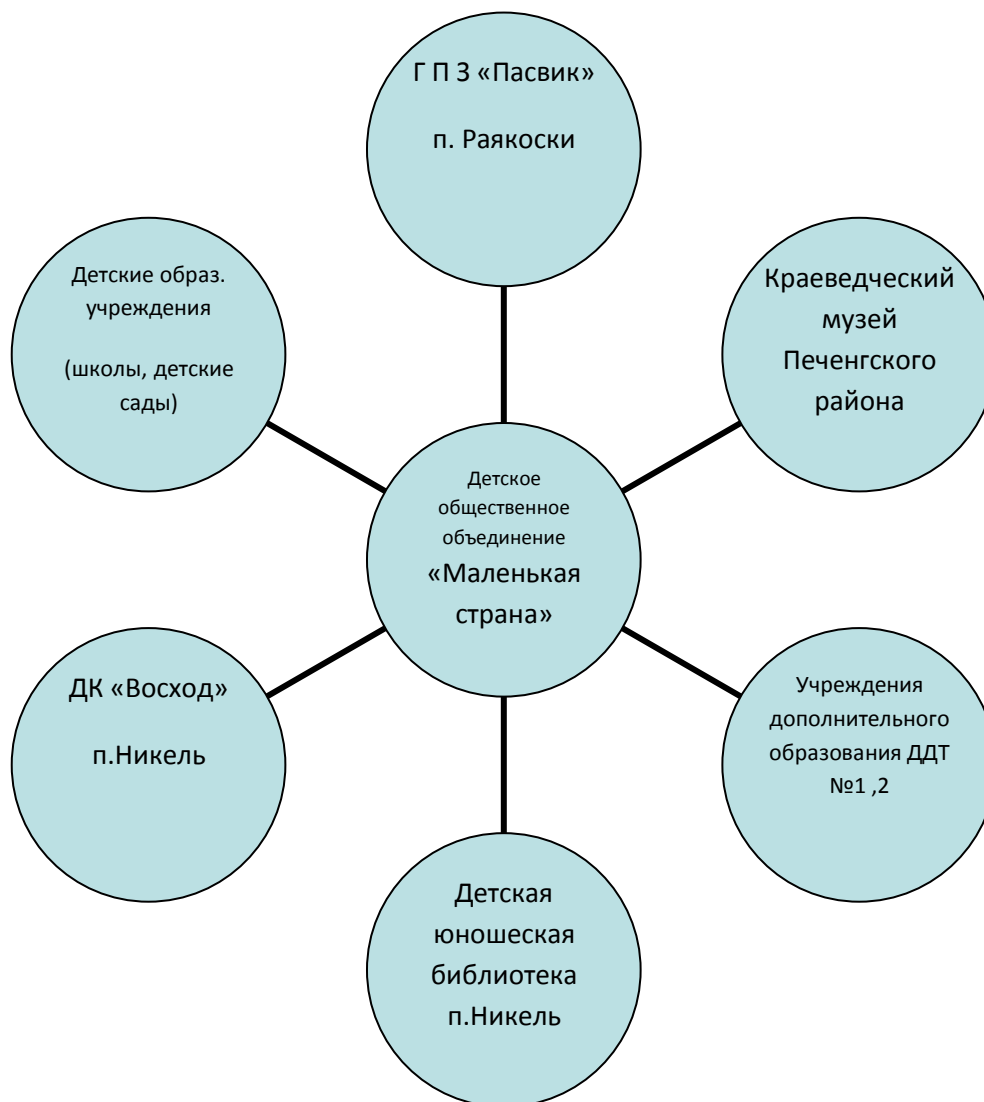 Г П З «Пасвик»
п. Раякоски
Детские образ.
учреждения
(школы, детские
сады)
Краеведческий
музей
Печенгского
района
Детское
общественное
объединение
«Маленькая
страна»
ДК «Восход»
п.Никель
Учреждения
дополнительного
образования ДДТ
№1 ,2
Детская
юношеская
библиотека
п.Никель